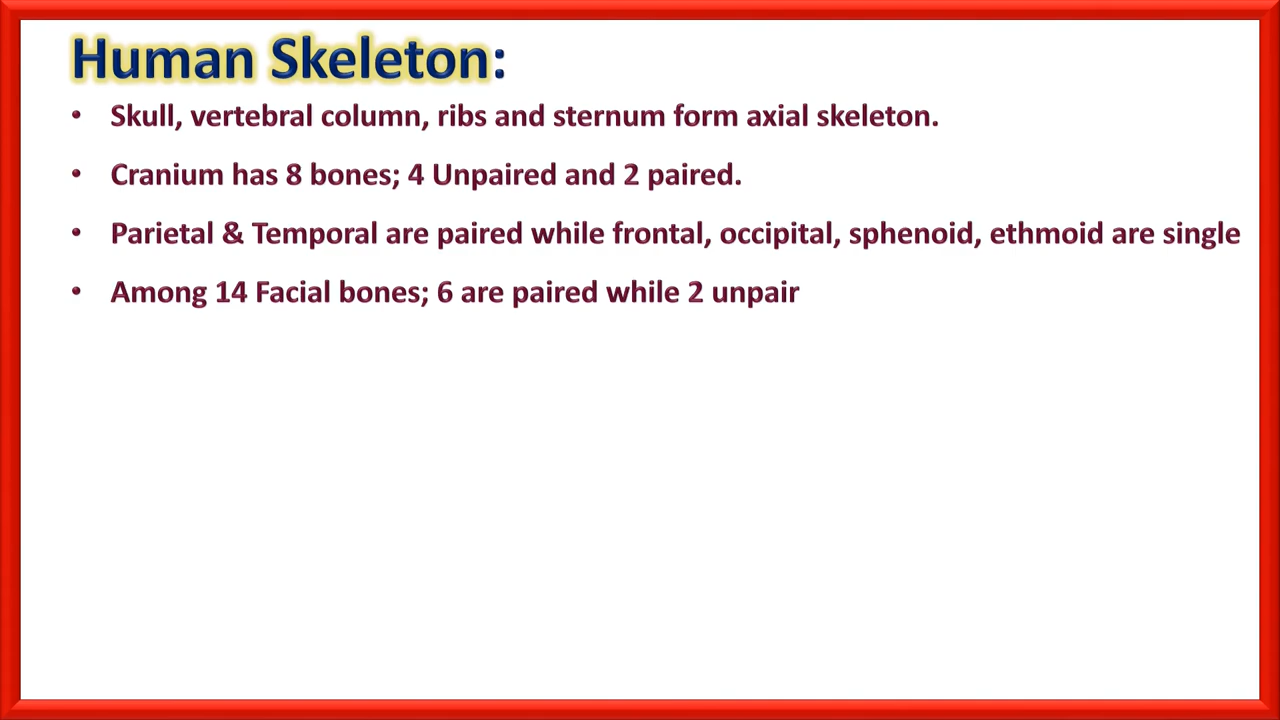 Human Skeleton:
• Skull, vertebral column, ribs and sternum form axial skeleton.
• Cranium has 8 bones; 4 Unpaired and 2 paired.
• Parietal & Temporal are paired while frontal, occipital, sphenoid, ethmoid are single
• Among 14 Facial bones; 6 are paired while 2 unpair